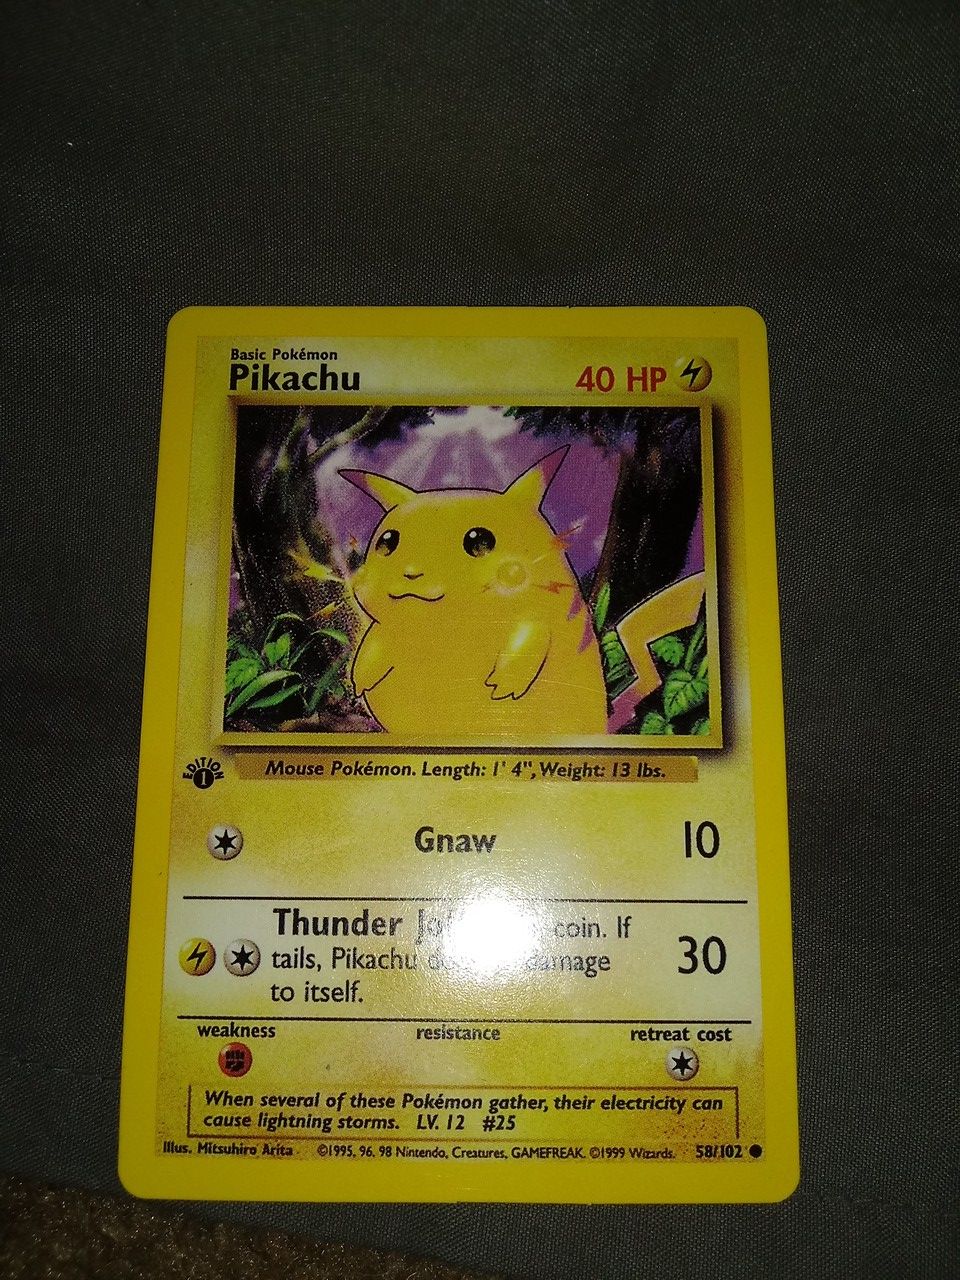 Basic Pokémon
Pikachu 40 HP
EDITION 1
Mouse Pokémon. Length: 1' 4", Weight: 13 lbs.
Gnaw 10
Thunder coin. If
tails, Pikachu damage 30
to itself.
weakness resistance retreat cost
When several of these Pokémon gather, their electricity can
cause lightning storms. LV. 12 #25
Illus. Mitsuhiro Arita ©1995, 96, 98 Nintendo, Creatures, GAMEFREAK. ©1999 Wizards. 58/102